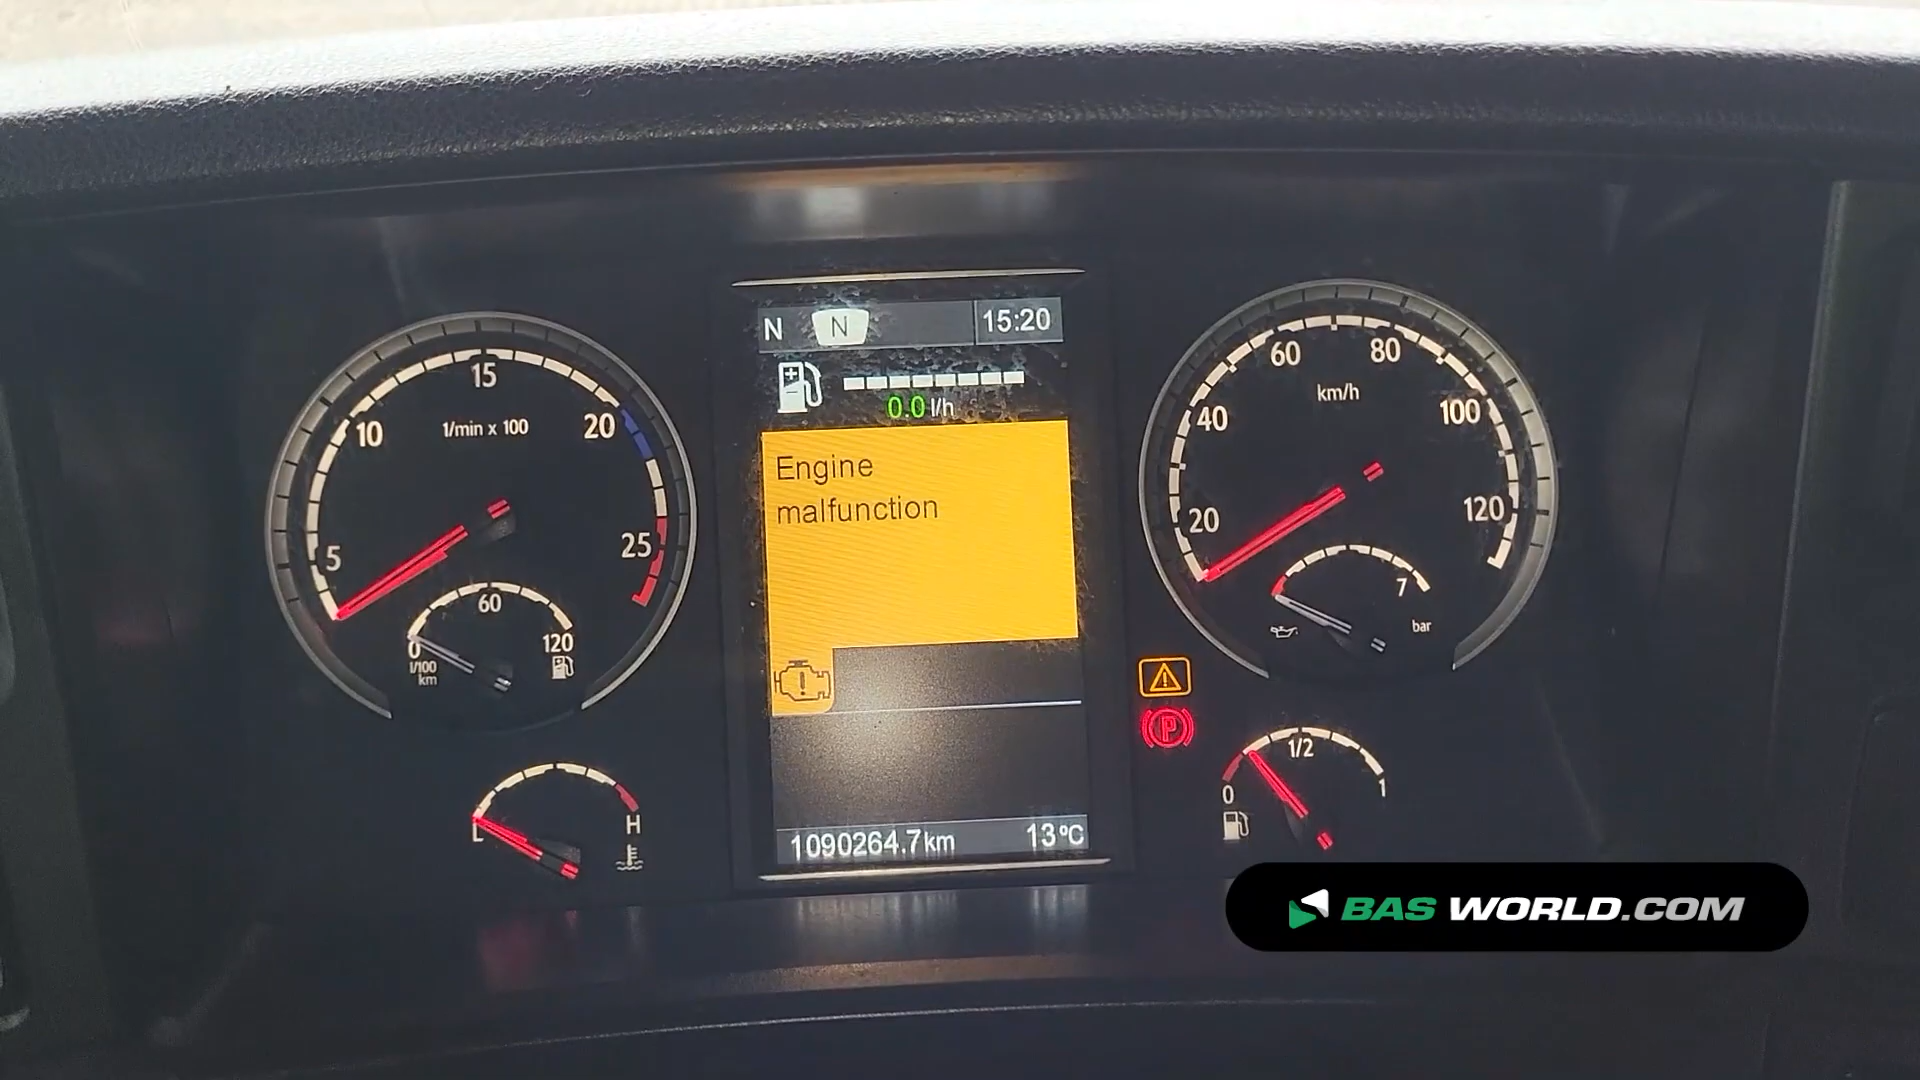 N N 15:20
0.0 l/h
Engine
malfunction
1090264.7km 13°C
5 10 15 20 25
1/min x 100
0 60 120
l/100
km
L H
20 40 60 80 100 120
km/h
7
bar
P
0 1/2 1
BAS WORLD.COM